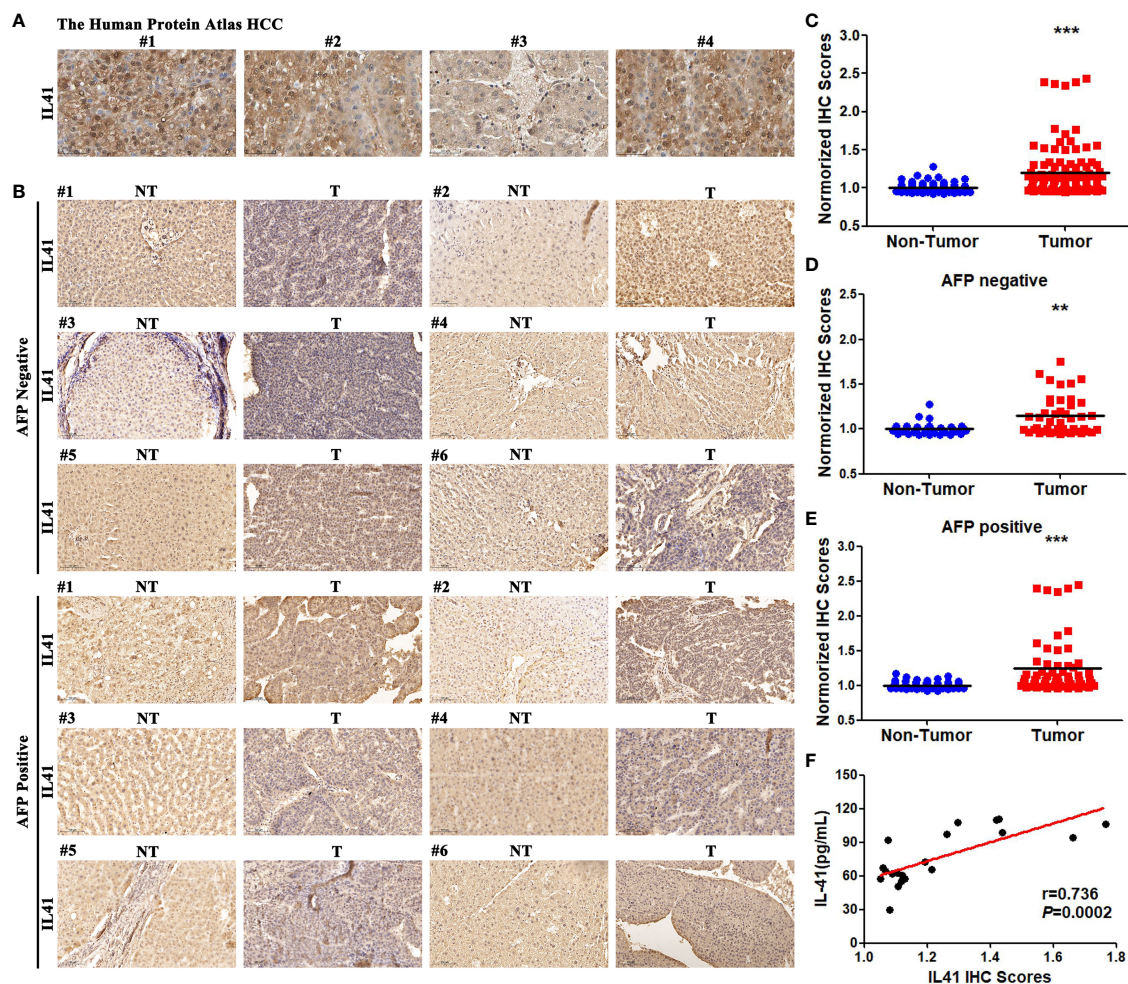 A
The Human Protein Atlas HCC
#1 #2 #3 #4
IL41
B
AFP Negative
#1 NT T #2 NT T
IL41
#3 NT T #4 NT T
IL41
#5 NT T #6 NT T
IL41
AFP Positive
#1 NT T #2 NT T
IL41
#3 NT T #4 NT T
IL41
#5 NT T #6 NT T
IL41
C
***
Normorized IHC Scores
3.0
2.5
2.0
1.5
1.0
0.5
Non-Tumor Tumor
D
AFP negative
**
Normorized IHC Scores
2.5
2.0
1.5
1.0
0.5
Non-Tumor Tumor
E
AFP positive
***
Normorized IHC Scores
3.0
2.5
2.0
1.5
1.0
0.5
Non-Tumor Tumor
F
IL-41(pg/mL)
150
120
90
60
30
0
r=0.736
P=0.0002
1.0 1.2 1.4 1.6 1.8
IL41 IHC Scores